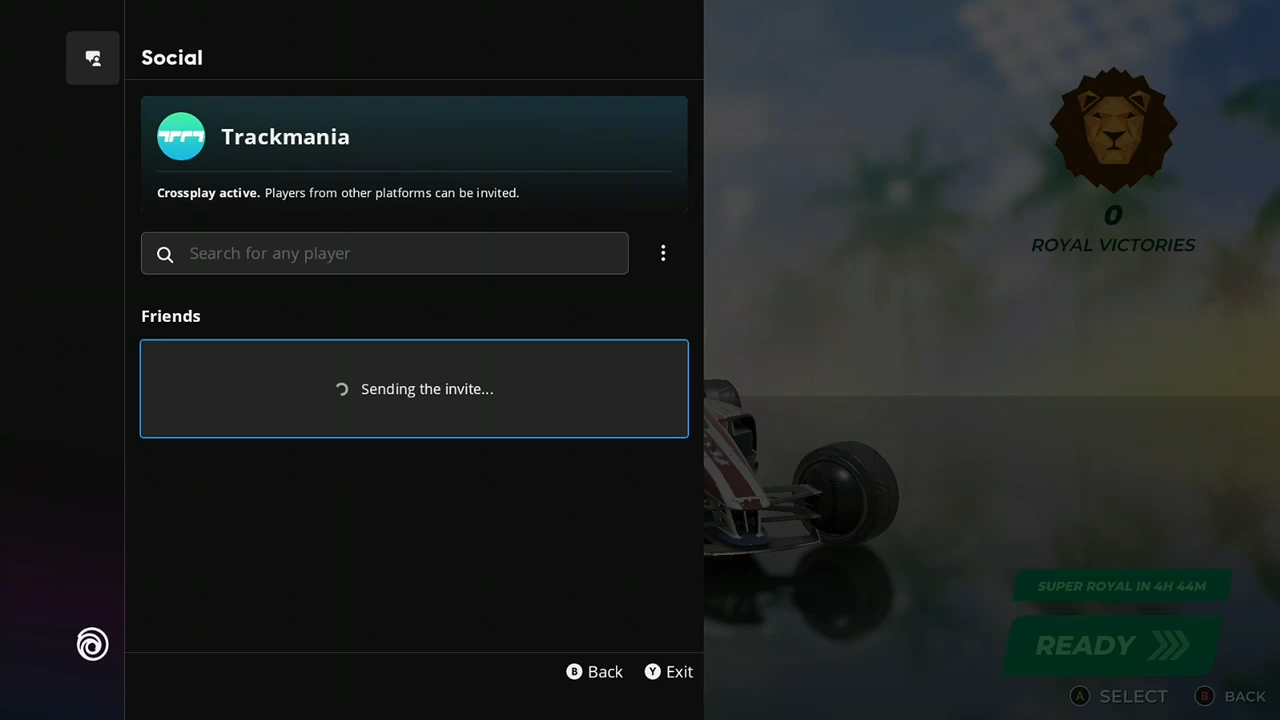 Social
Trackmania
Crossplay active. Players from other platforms can be invited.
Search for any player
Friends
Sending the invite...
B Back
Y Exit
0
ROYAL VICTORIES
SUPER ROYAL IN 4H 44M
READY
A SELECT
B BACK